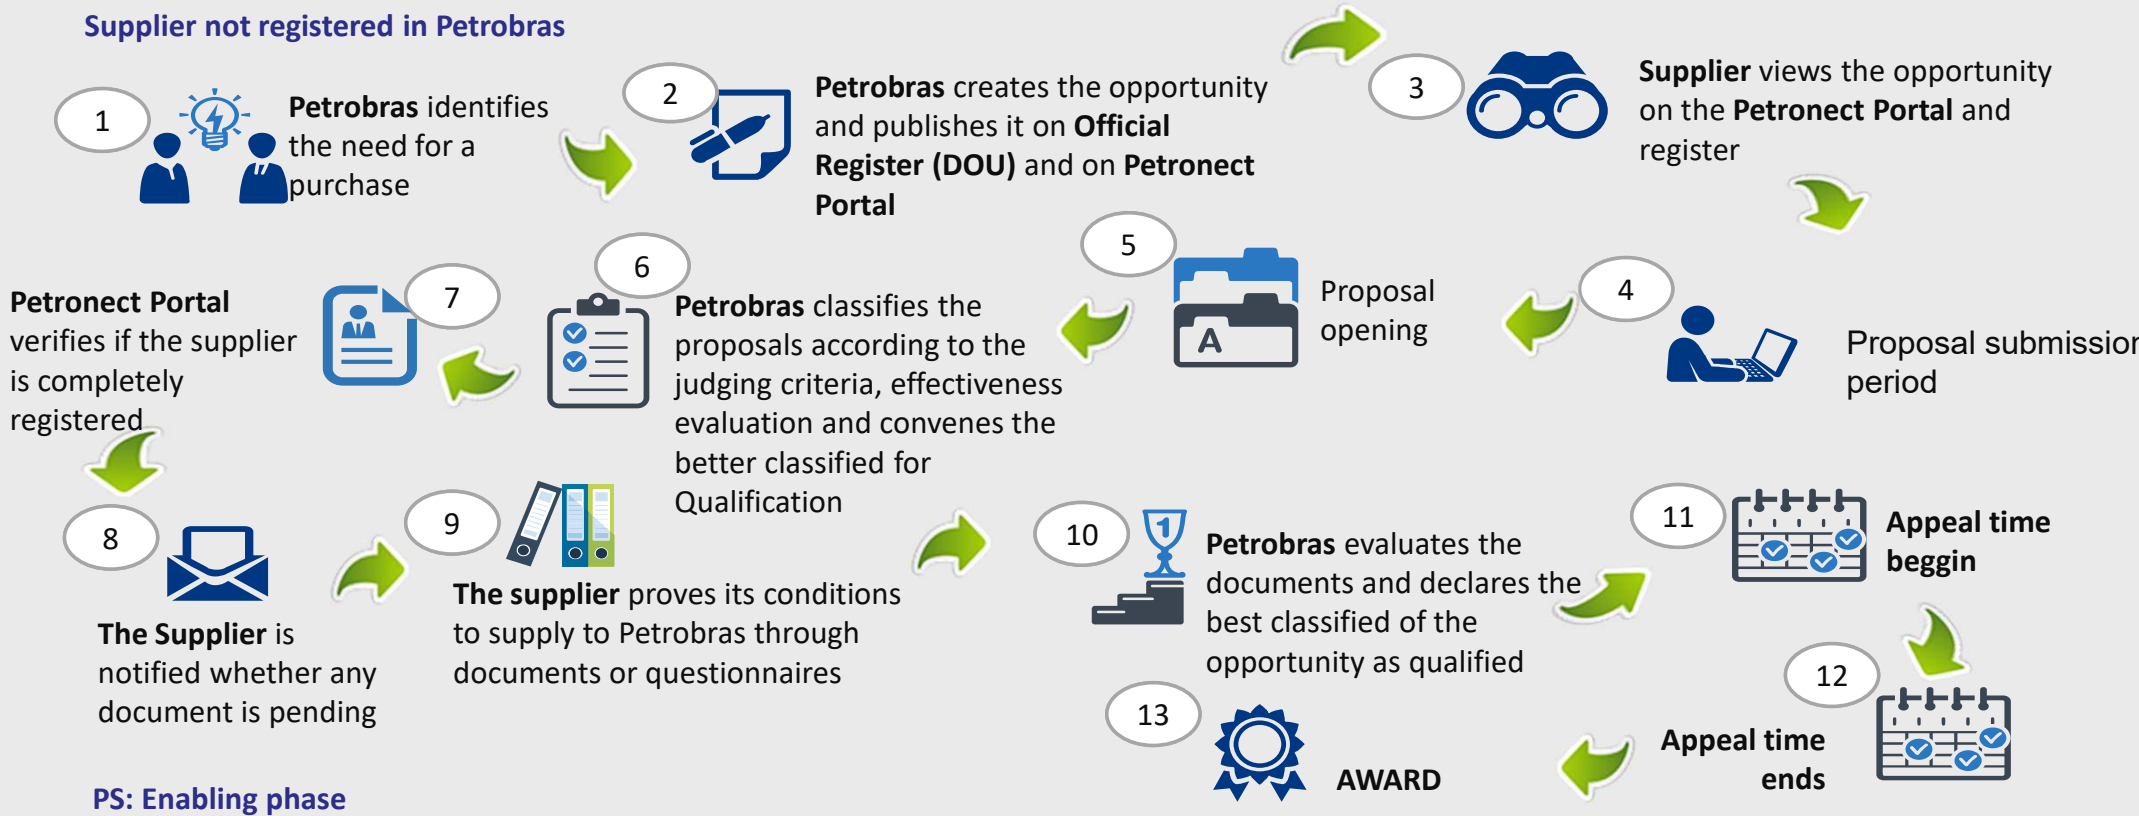 Supplier not registered in Petrobras
1
Petrobras identifies
the need for a
purchase
2
Petrobras creates the opportunity
and publishes it on Official
Register (DOU) and on Petronect
Portal
3
Supplier views the opportunity
on the Petronect Portal and
register
4
Proposal submission
period
5
A
Proposal
opening
6
Petrobras classifies the
proposals according to the
judging criteria, effectiveness
evaluation and convenes the
better classified for
Qualification
7
Petronect Portal
verifies if the supplier
is completely
registered
8
The Supplier is
notified whether any
document is pending
9
The supplier proves its conditions
to supply to Petrobras through
documents or questionnaires
10
1
Petrobras evaluates the
documents and declares the
best classified of the
opportunity as qualified
11
Appeal time
beggin
12
Appeal time
ends
13
AWARD
PS: Enabling phase